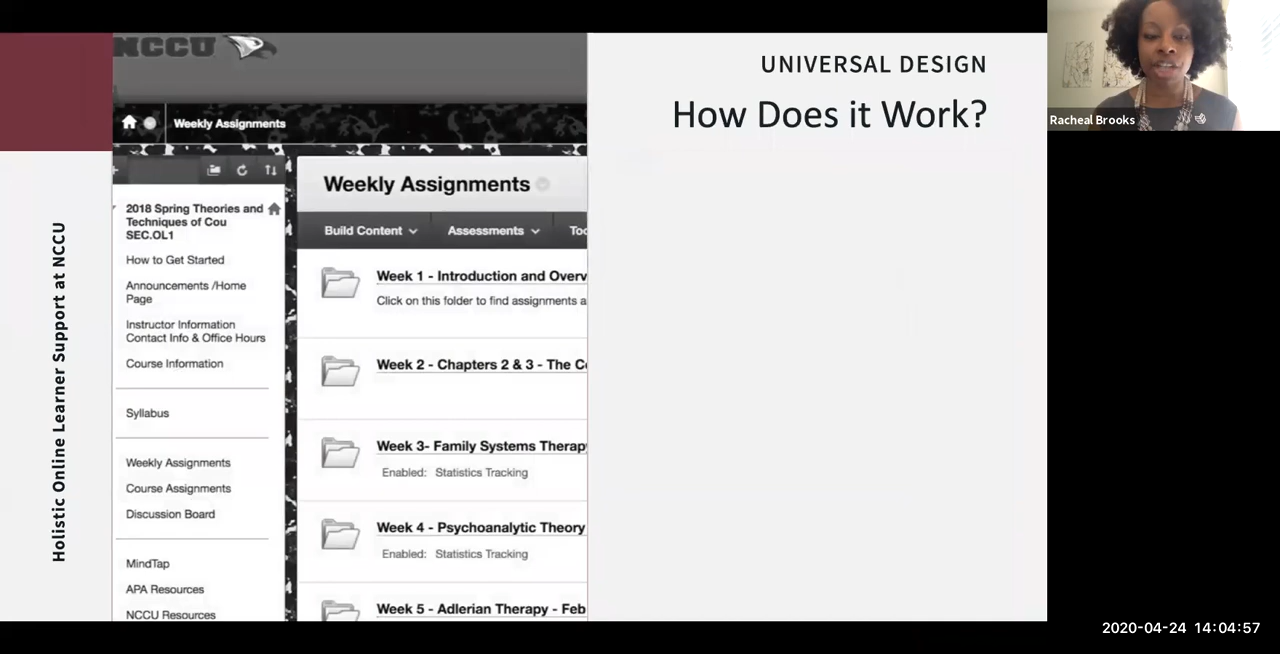 Holistic Online Learner Support at NCCU
NCCU
Weekly Assignments
2018 Spring Theories and
Techniques of Cou
SEC.OL1
How to Get Started
Announcements /Home
Page
Instructor Information
Contact Info & Office Hours
Course Information
Syllabus
Weekly Assignments
Course Assignments
Discussion Board
MindTap
APA Resources
NCCU Resources
Weekly Assignments
Build Content
Assessments
Too
Week 1 - Introduction and Overv
Click on this folder to find assignments a
Week 2 - Chapters 2 & 3 - The Co
Week 3- Family Systems Therapy
Enabled: Statistics Tracking
Week 4 - Psychoanalytic Theory
Enabled: Statistics Tracking
Week 5 - Adlerian Therapy - Feb
UNIVERSAL DESIGN
How Does it Work?
Racheal Brooks
2020-04-24 14:04:57